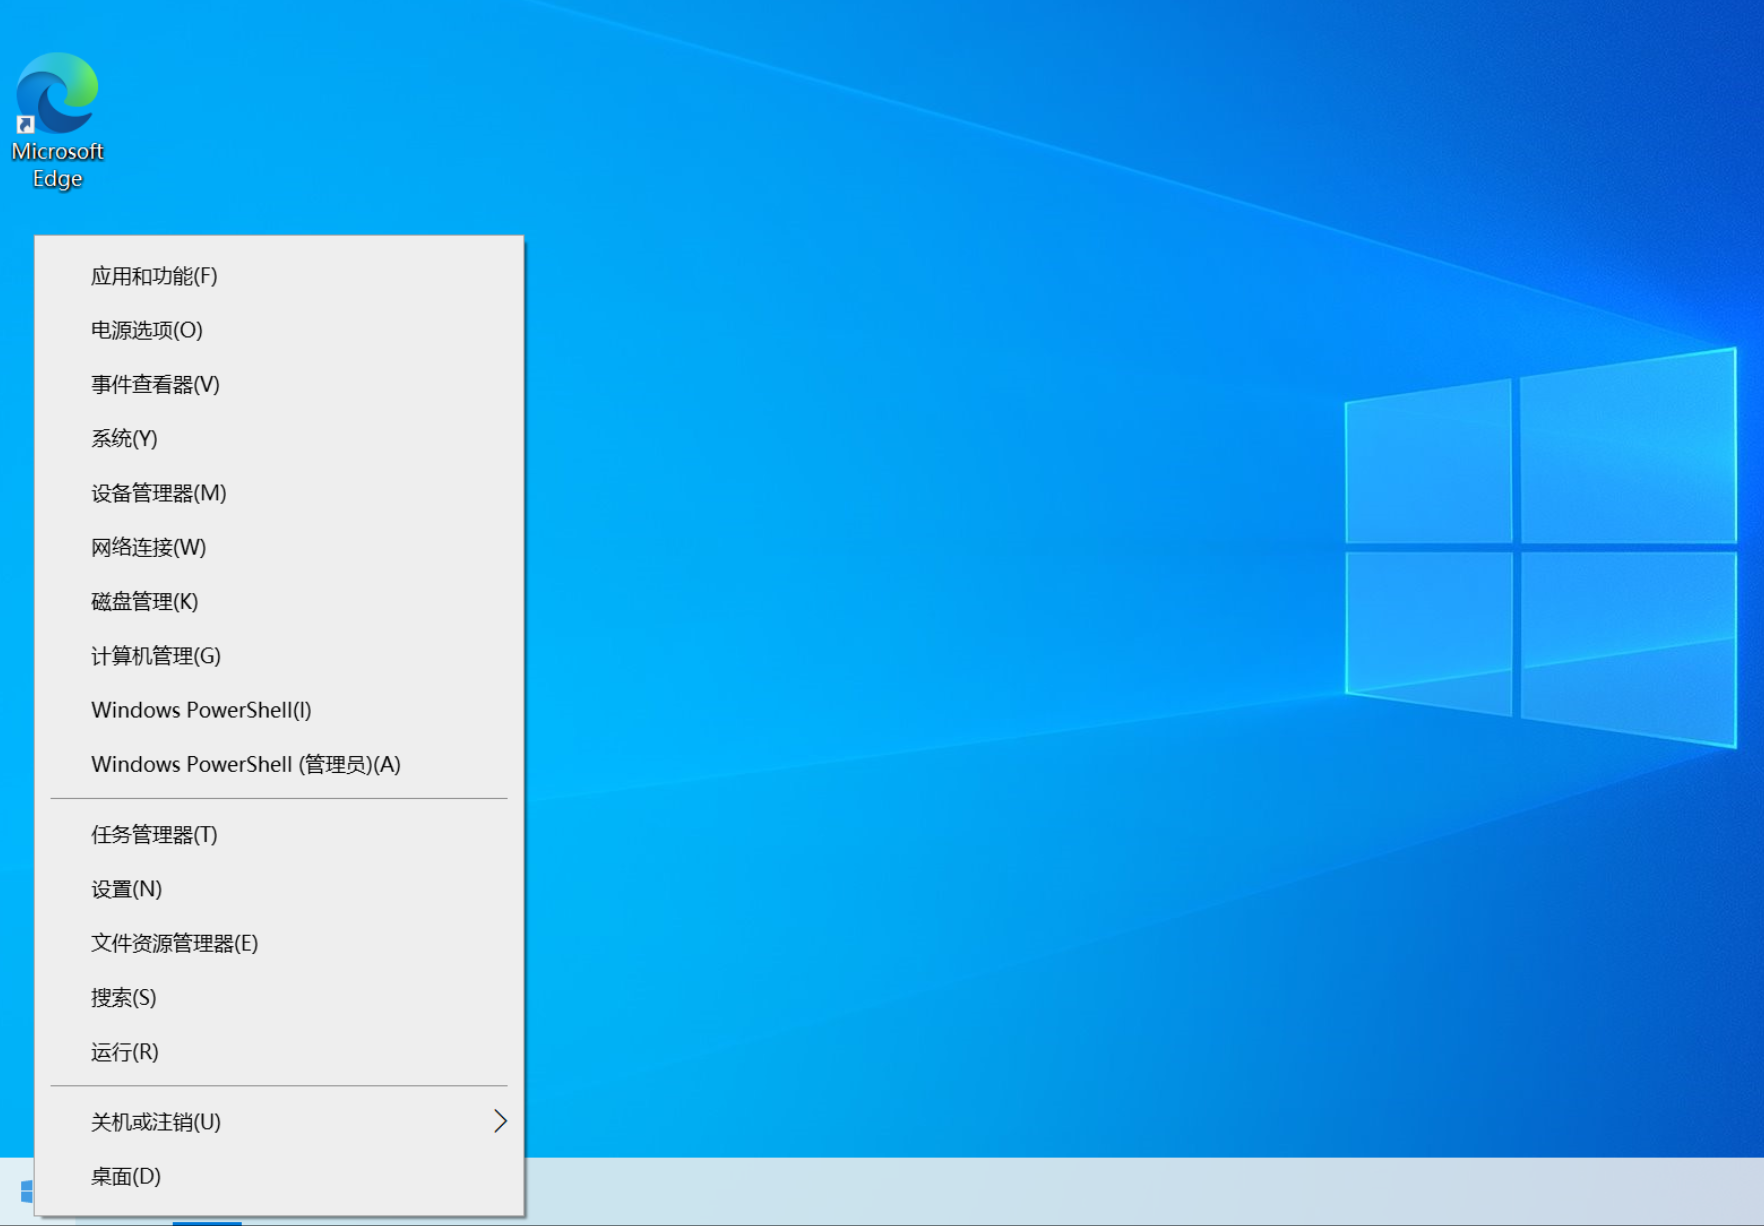 Microsoft
Edge
应用和功能(F)
电源选项(O)
事件查看器(V)
系统(Y)
设备管理器(M)
网络连接(W)
磁盘管理(K)
计算机管理(G)
Windows PowerShell(I)
Windows PowerShell (管理员)(A)
任务管理器(T)
设置(N)
文件资源管理器(E)
搜索(S)
运行(R)
关机或注销(U)
桌面(D)